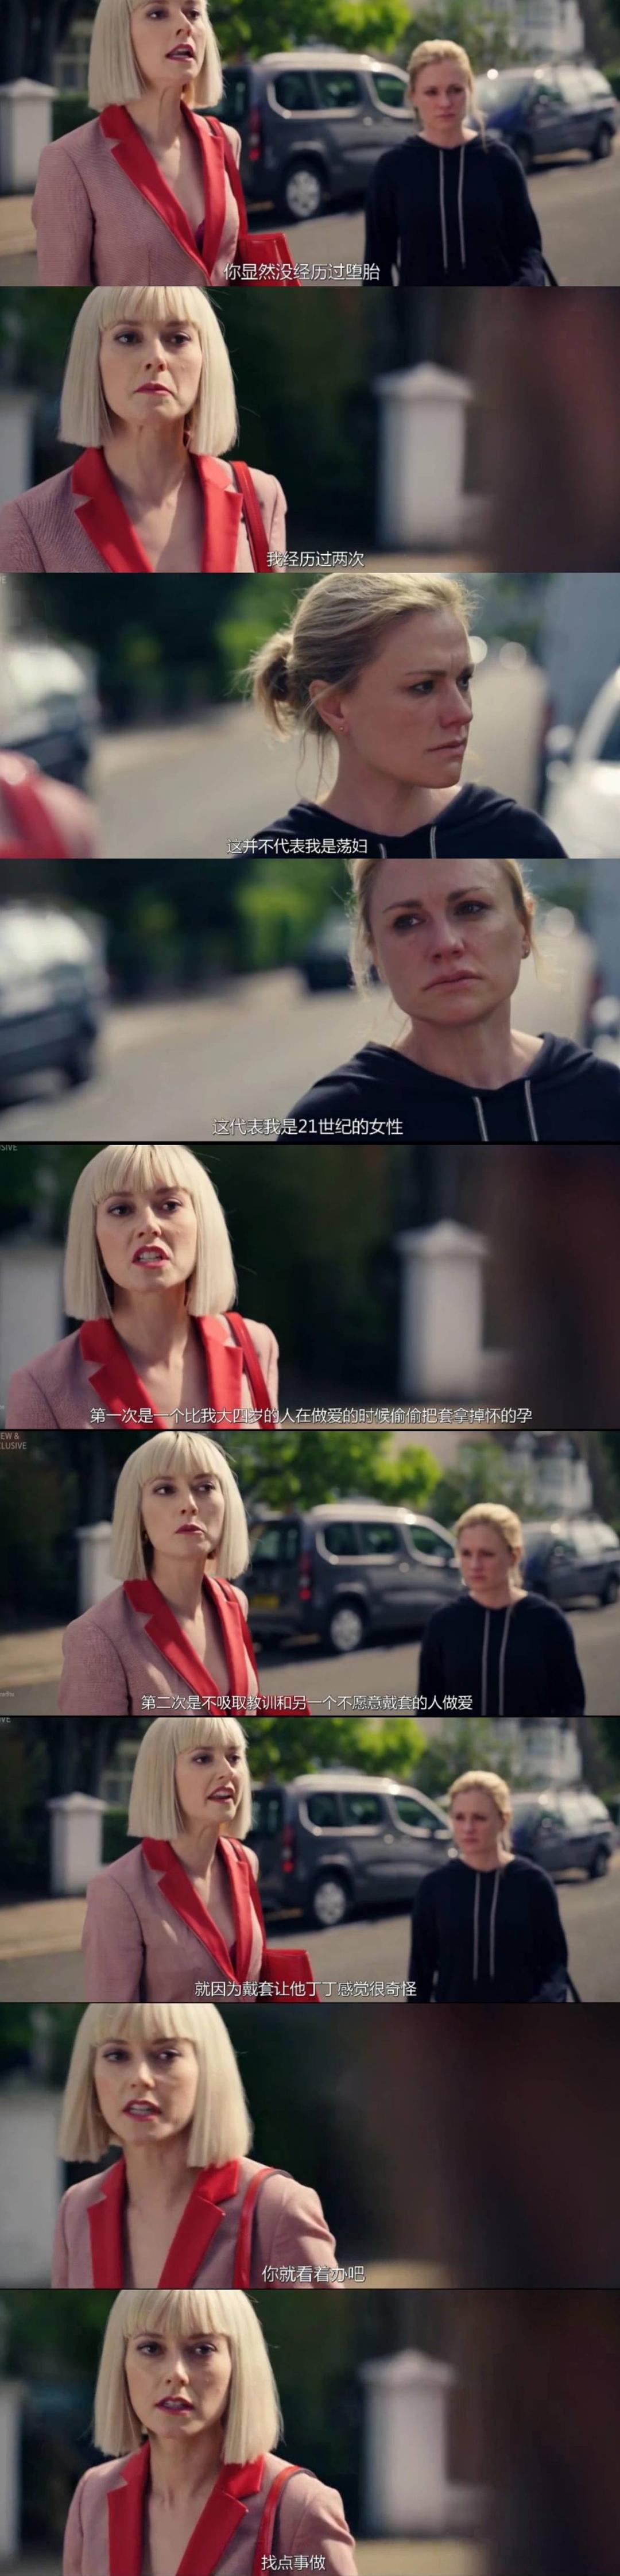 你显然没经历过堕胎
我经历过两次
E
这并不代表我是荡妇
这代表我是21世纪的女性
SIVE
第一次是一个比我大四岁的人在做爱的时候偷偷把套拿掉怀的孕
EW &
LUSIVE
第二次是不吸取教训和另一个不愿意戴套的人做爱
VE
就因为戴套让他丁丁感觉很奇怪
你就看着办吧
找点事做